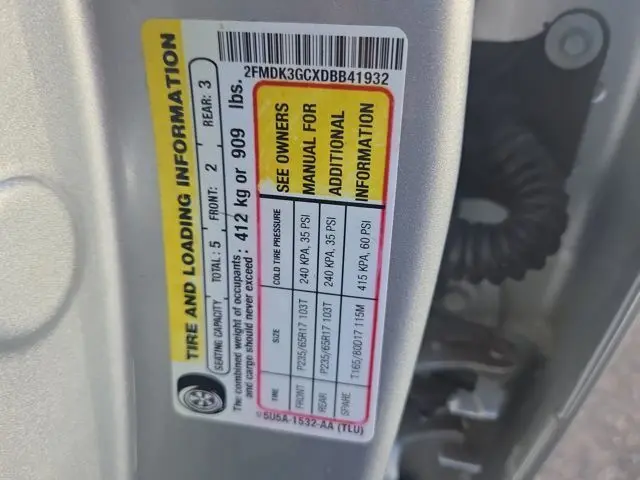 TIRE AND LOADING INFORMATION
SEATING CAPACITY TOTAL: 5 FRONT: 2 REAR: 3
The combined weight of occupants and cargo should never exceed: 412 kg or 909 lbs.
TIRE SIZE COLD TIRE PRESSURE SEE OWNERS
FRONT P235/65R17 103T 240 KPA, 35 PSI MANUAL FOR
REAR P235/65R17 103T 240 KPA, 35 PSI ADDITIONAL
SPARE T165/80D17 115M 415 KPA, 60 PSI INFORMATION
5U5A-1532-AA (TLU)
2FMDK3GCXDBB41932